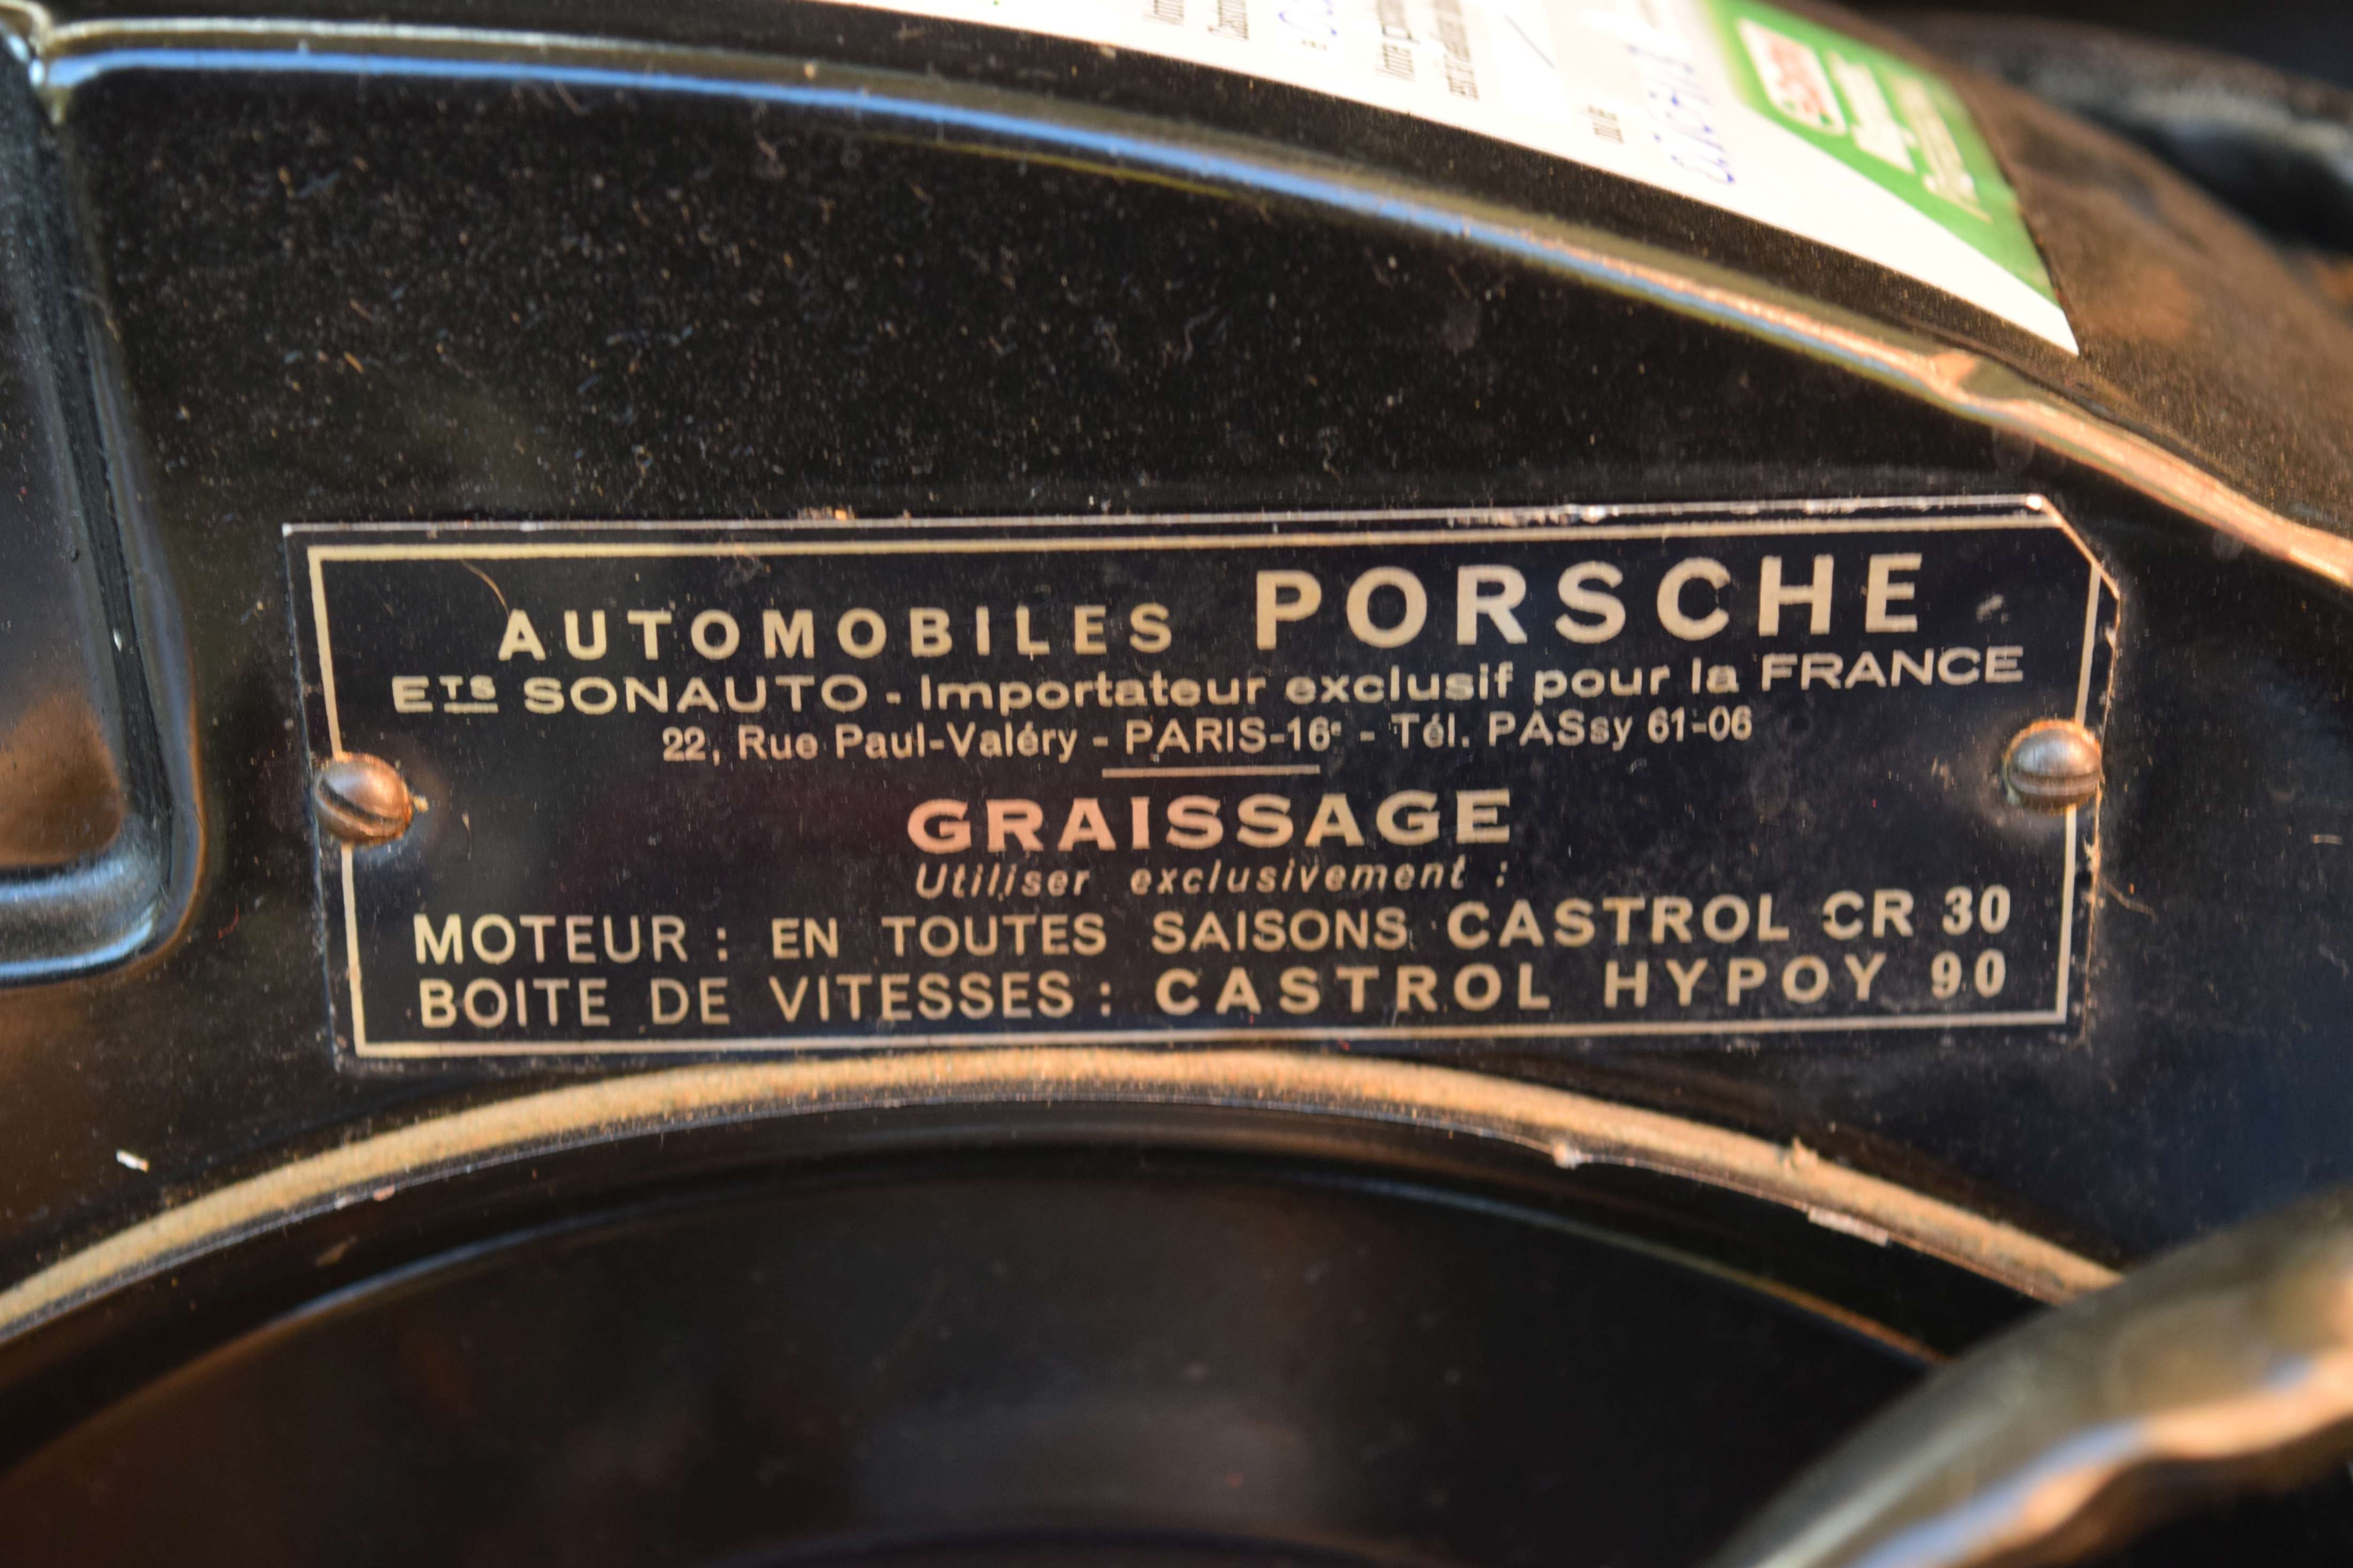 AUTOMOBILES PORSCHE
ETS SONAUTO - Importateur exclusif pour la FRANCE
22, Rue Paul-Valéry - PARIS-16e - Tél. PASsy 61-06
GRAISSAGE
Utiliser exclusivement :
MOTEUR : EN TOUTES SAISONS CASTROL CR 30
BOITE DE VITESSES : CASTROL HYPOY 90